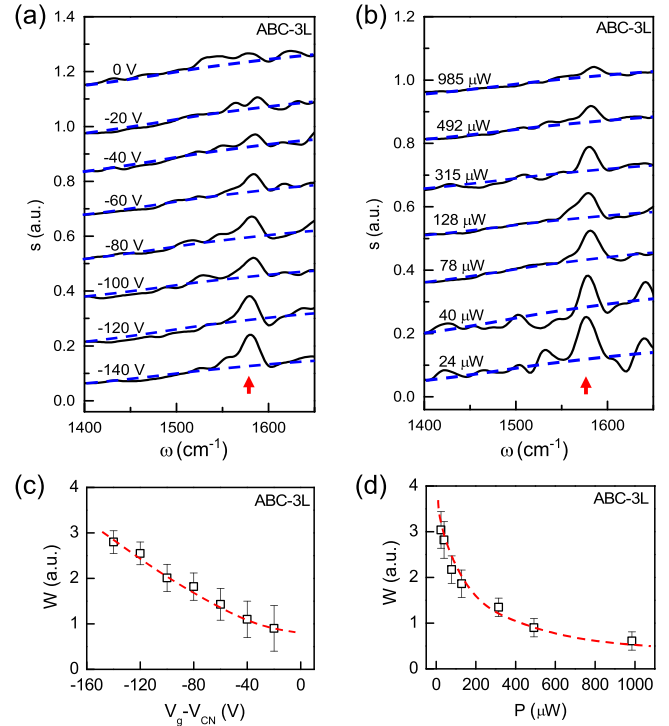 (a)
ABC-3L
0 V
-20 V
-40 V
-60 V
-80 V
-100 V
-120 V
-140 V
s (a.u.)
1.4
1.2
1.0
0.8
0.6
0.4
0.2
0.0
1400
1500
1600
ω (cm⁻¹)
(b)
ABC-3L
985 μW
492 μW
315 μW
128 μW
78 μW
40 μW
24 μW
s (a.u.)
1.2
1.0
0.8
0.6
0.4
0.2
0.0
1400
1500
1600
ω (cm⁻¹)
(c)
ABC-3L
W (a.u.)
4
3
2
1
0
-160
-120
-80
-40
0
V_g-V_CN (V)
(d)
ABC-3L
W (a.u.)
4
3
2
1
0
0
200
400
600
800
1000
P (μW)